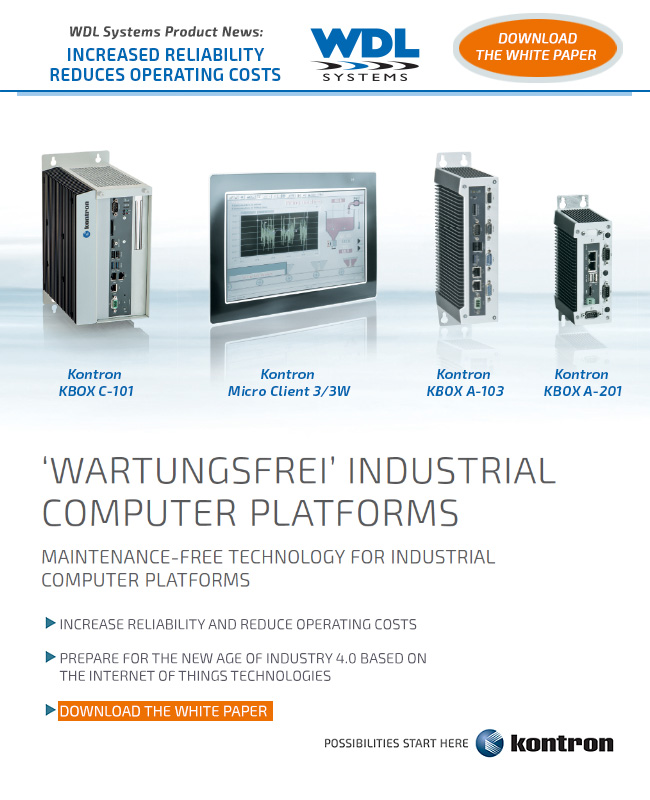 WDL Systems Product News:
INCREASED RELIABILITY
REDUCES OPERATING COSTS
WDL
SYSTEMS
DOWNLOAD
THE WHITE PAPER
kontron
Kontron
KBOX C-101
Kontron
Micro Client 3/3W
Kontron
KBOX A-103
Kontron
KBOX A-201
‘WARTUNGSFREI’ INDUSTRIAL
COMPUTER PLATFORMS
MAINTENANCE-FREE TECHNOLOGY FOR INDUSTRIAL
COMPUTER PLATFORMS
INCREASE RELIABILITY AND REDUCE OPERATING COSTS
PREPARE FOR THE NEW AGE OF INDUSTRY 4.0 BASED ON
THE INTERNET OF THINGS TECHNOLOGIES
DOWNLOAD THE WHITE PAPER
POSSIBILITIES START HERE kontron